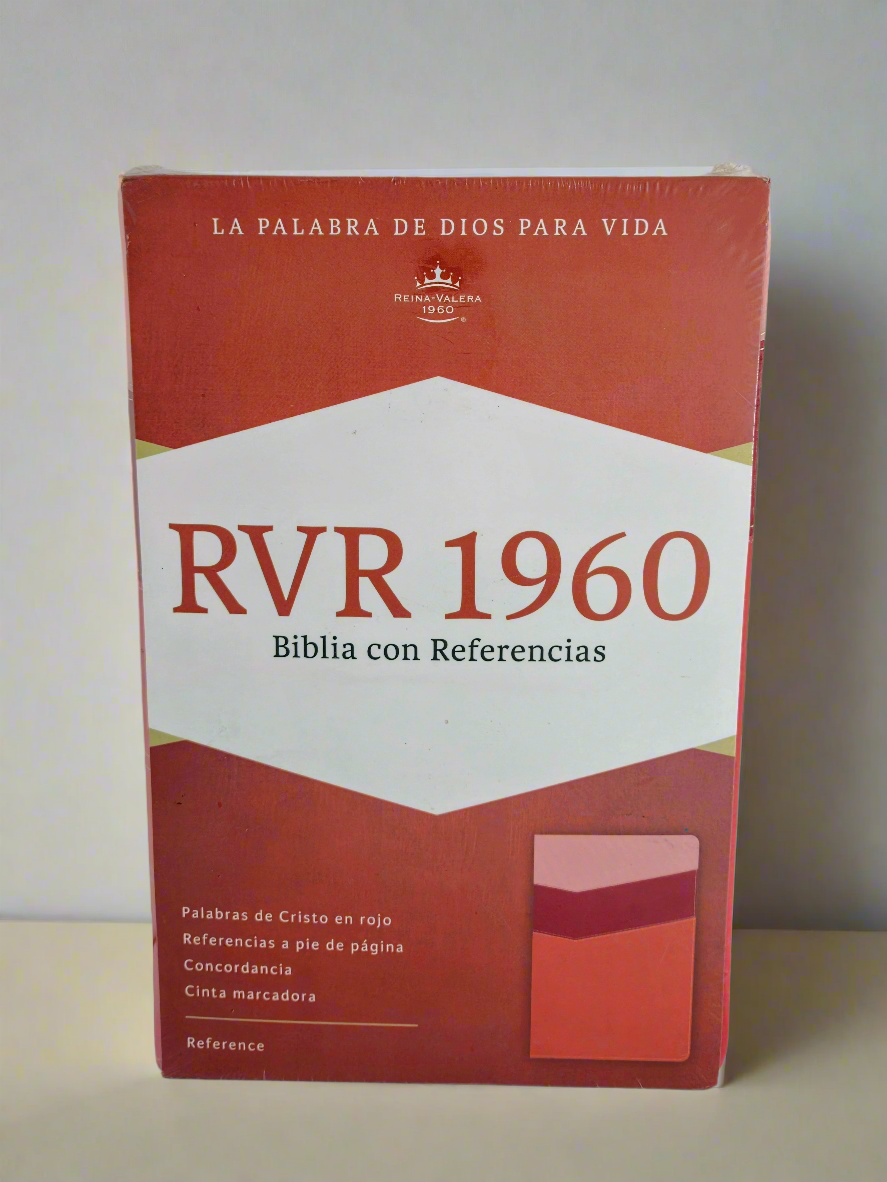 LA PALABRA DE DIOS PARA VIDA
REINA-VALERA
1960
®
RVR 1960
Biblia con Referencias
Palabras de Cristo en rojo
Referencias a pie de página
Concordancia
Cinta marcadora
Reference